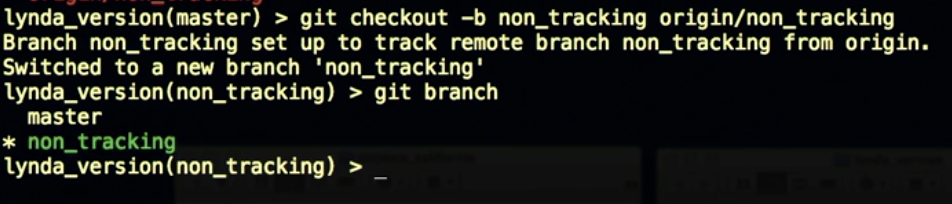 lynda_version(master) > git checkout -b non_tracking origin/non_tracking
Branch non_tracking set up to track remote branch non_tracking from origin.
Switched to a new branch 'non_tracking'
lynda_version(non_tracking) > git branch
  master
* non_tracking
lynda_version(non_tracking) > _